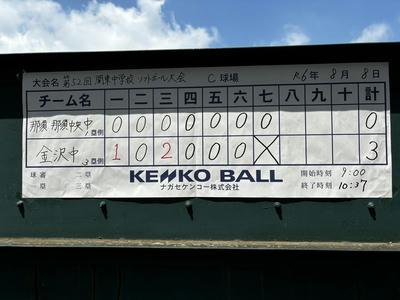 大会名 第52回 関東中学校 ソフトボール大会 C球場 R6年 8月 8日
チーム名 一 二 三 四 五 六 七 八 九 十 計
那須 那須中央中 1塁側 0 0 0 0 0 0 0 0
金沢中 3塁側 1 0 2 0 0 0 X 3
球審 二塁 KENKO BALL 開始時刻 9:00
一塁 三塁 ナガセケンコー株式会社 終了時刻 10:37